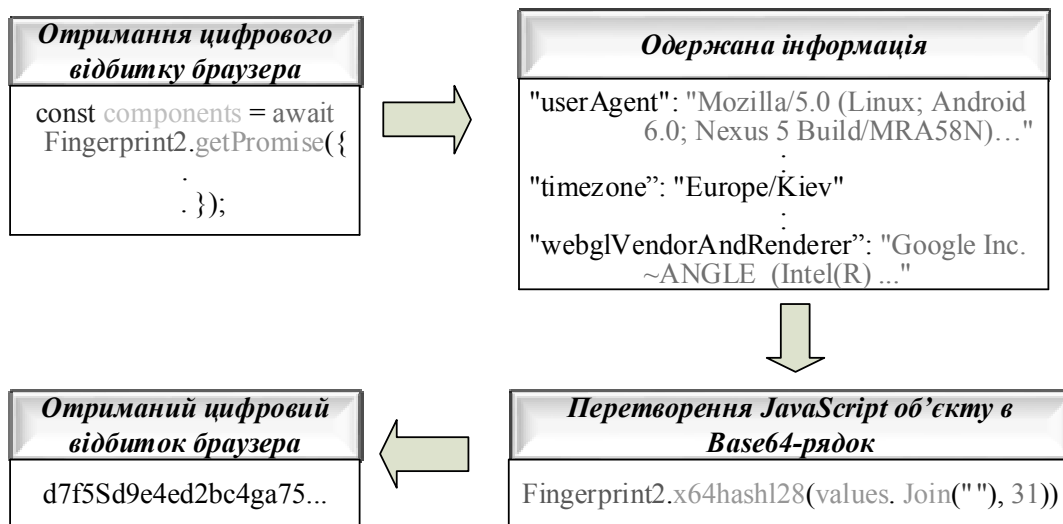 Отримання цифрового
відбитку браузера
const components = await
Fingerprint2.getPromise({
.
. });
Одержана інформація
"userAgent": "Mozilla/5.0 (Linux; Android
6.0; Nexus 5 Build/MRA58N)…"
.
"timezone”: "Europe/Kiev"
.
"webglVendorAndRenderer”: "Google Inc.
~ANGLE (Intel(R) ..."
Перетворення JavaScript об’єкту в
Base64-рядок
Fingerprint2.x64hashl28(values. Join(""), 31))
Отриманий цифровий
відбиток браузера
d7f5Sd9e4ed2bc4ga75...